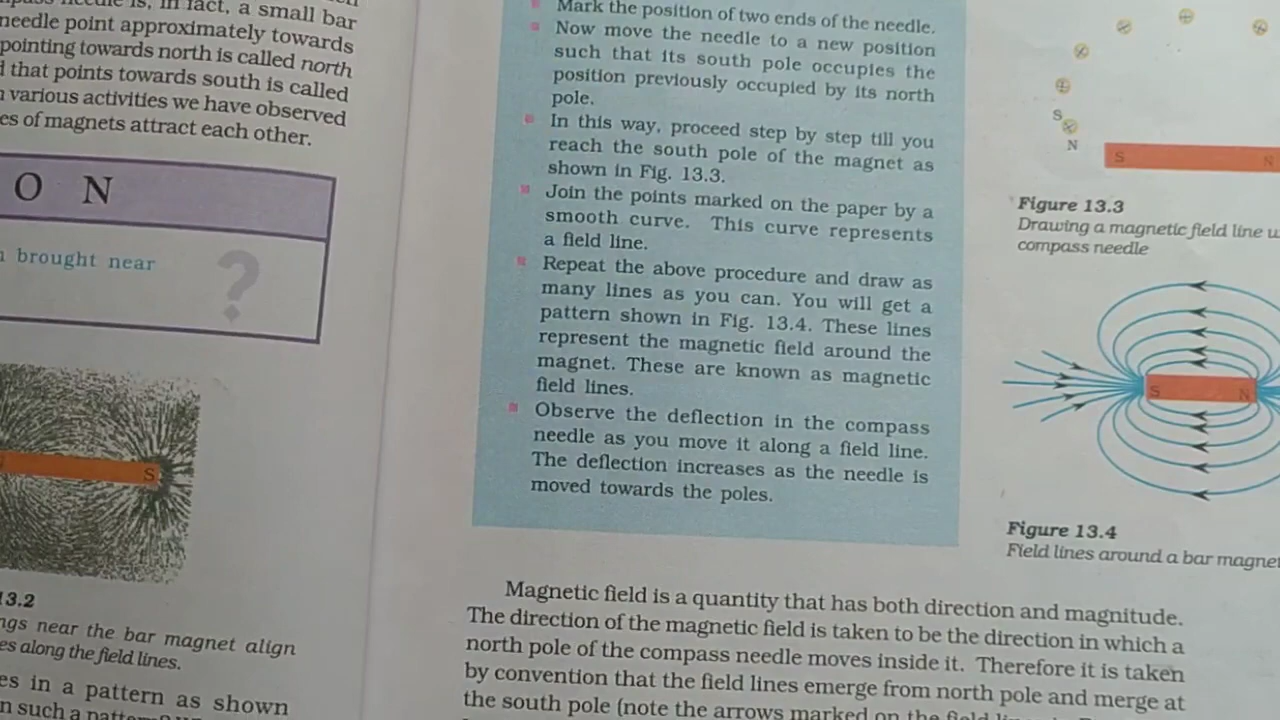 is, in fact, a small bar
needle point approximately towards
pointing towards north is called north
that points towards south is called
various activities we have observed
of magnets attract each other.
O N
brought near
?
S
13.2
near the bar magnet align
along the field lines.
in a pattern as shown
such a
Mark the position of two ends of the needle.
Now move the needle to a new position
such that its south pole occupies the
position previously occupied by its north
pole.
In this way, proceed step by step till you
reach the south pole of the magnet as
shown in Fig. 13.3.
Join the points marked on the paper by a
smooth curve. This curve represents
a field line.
Repeat the above procedure and draw as
many lines as you can. You will get a
pattern shown in Fig. 13.4. These lines
represent the magnetic field around the
magnet. These are known as magnetic
field lines.
Observe the deflection in the compass
needle as you move it along a field line.
The deflection increases as the needle is
moved towards the poles.
S
N
S N
Figure 13.3
Drawing a magnetic field line
compass needle
S N
Figure 13.4
Field lines around a bar magnet
Magnetic field is a quantity that has both direction and magnitude.
The direction of the magnetic field is taken to be the direction in which a
north pole of the compass needle moves inside it. Therefore it is taken
by convention that the field lines emerge from north pole and merge at
the south pole (note the arrows marked on the field